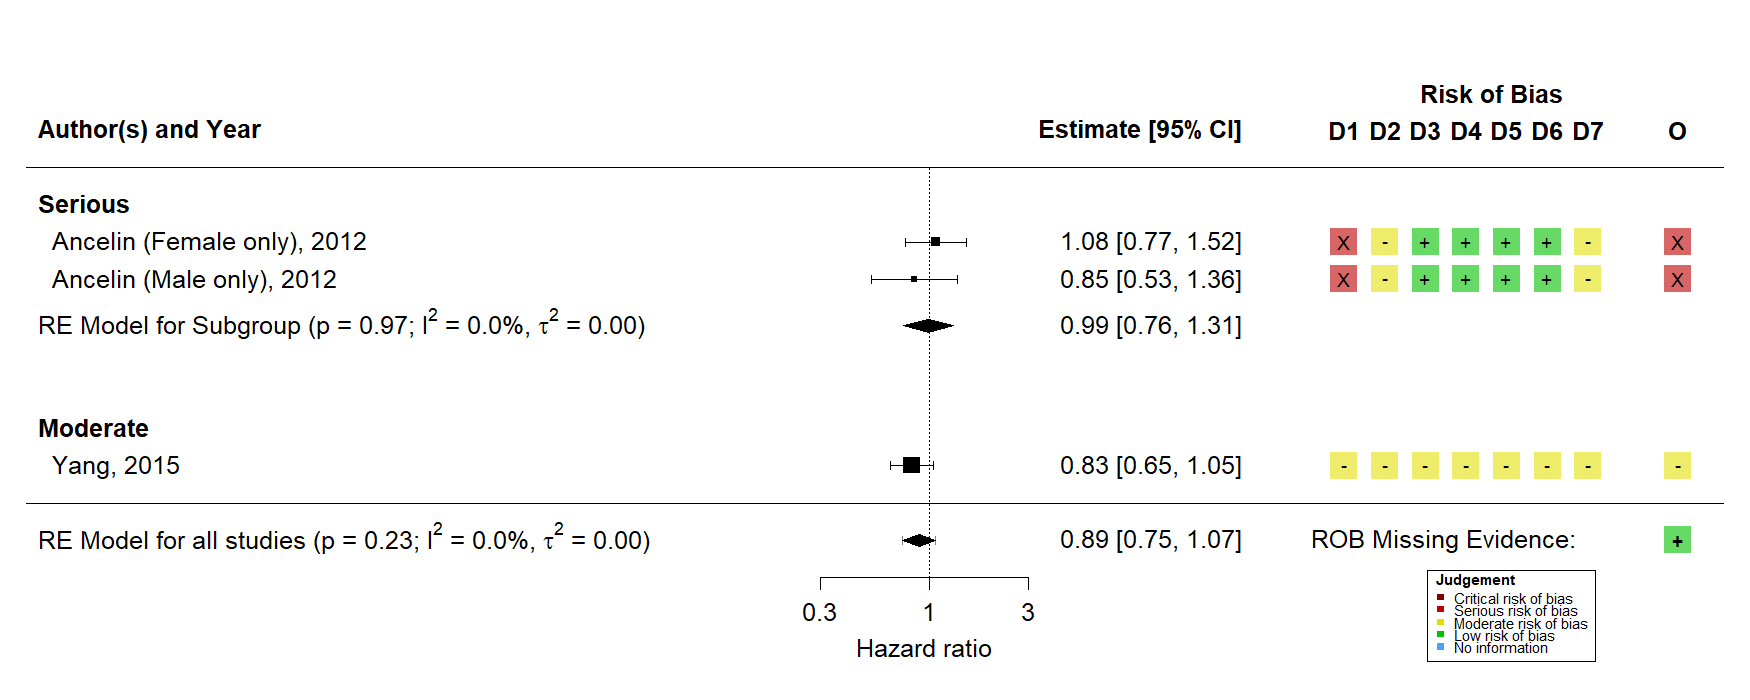 Risk of Bias
Author(s) and Year Estimate [95% CI] D1 D2 D3 D4 D5 D6 D7 O
Serious
Ancelin (Female only), 2012 1.08 [0.77, 1.52] X - + + + + - X
Ancelin (Male only), 2012 0.85 [0.53, 1.36] X - + + + + - X
RE Model for Subgroup (p = 0.97; I² = 0.0%, τ² = 0.00) 0.99 [0.76, 1.31]
Moderate
Yang, 2015 0.83 [0.65, 1.05] - - - - - - - -
RE Model for all studies (p = 0.23; I² = 0.0%, τ² = 0.00) 0.89 [0.75, 1.07] ROB Missing Evidence: +
0.3 1 3
Hazard ratio
Judgement
Critical risk of bias
Serious risk of bias
Moderate risk of bias
Low risk of bias
No information